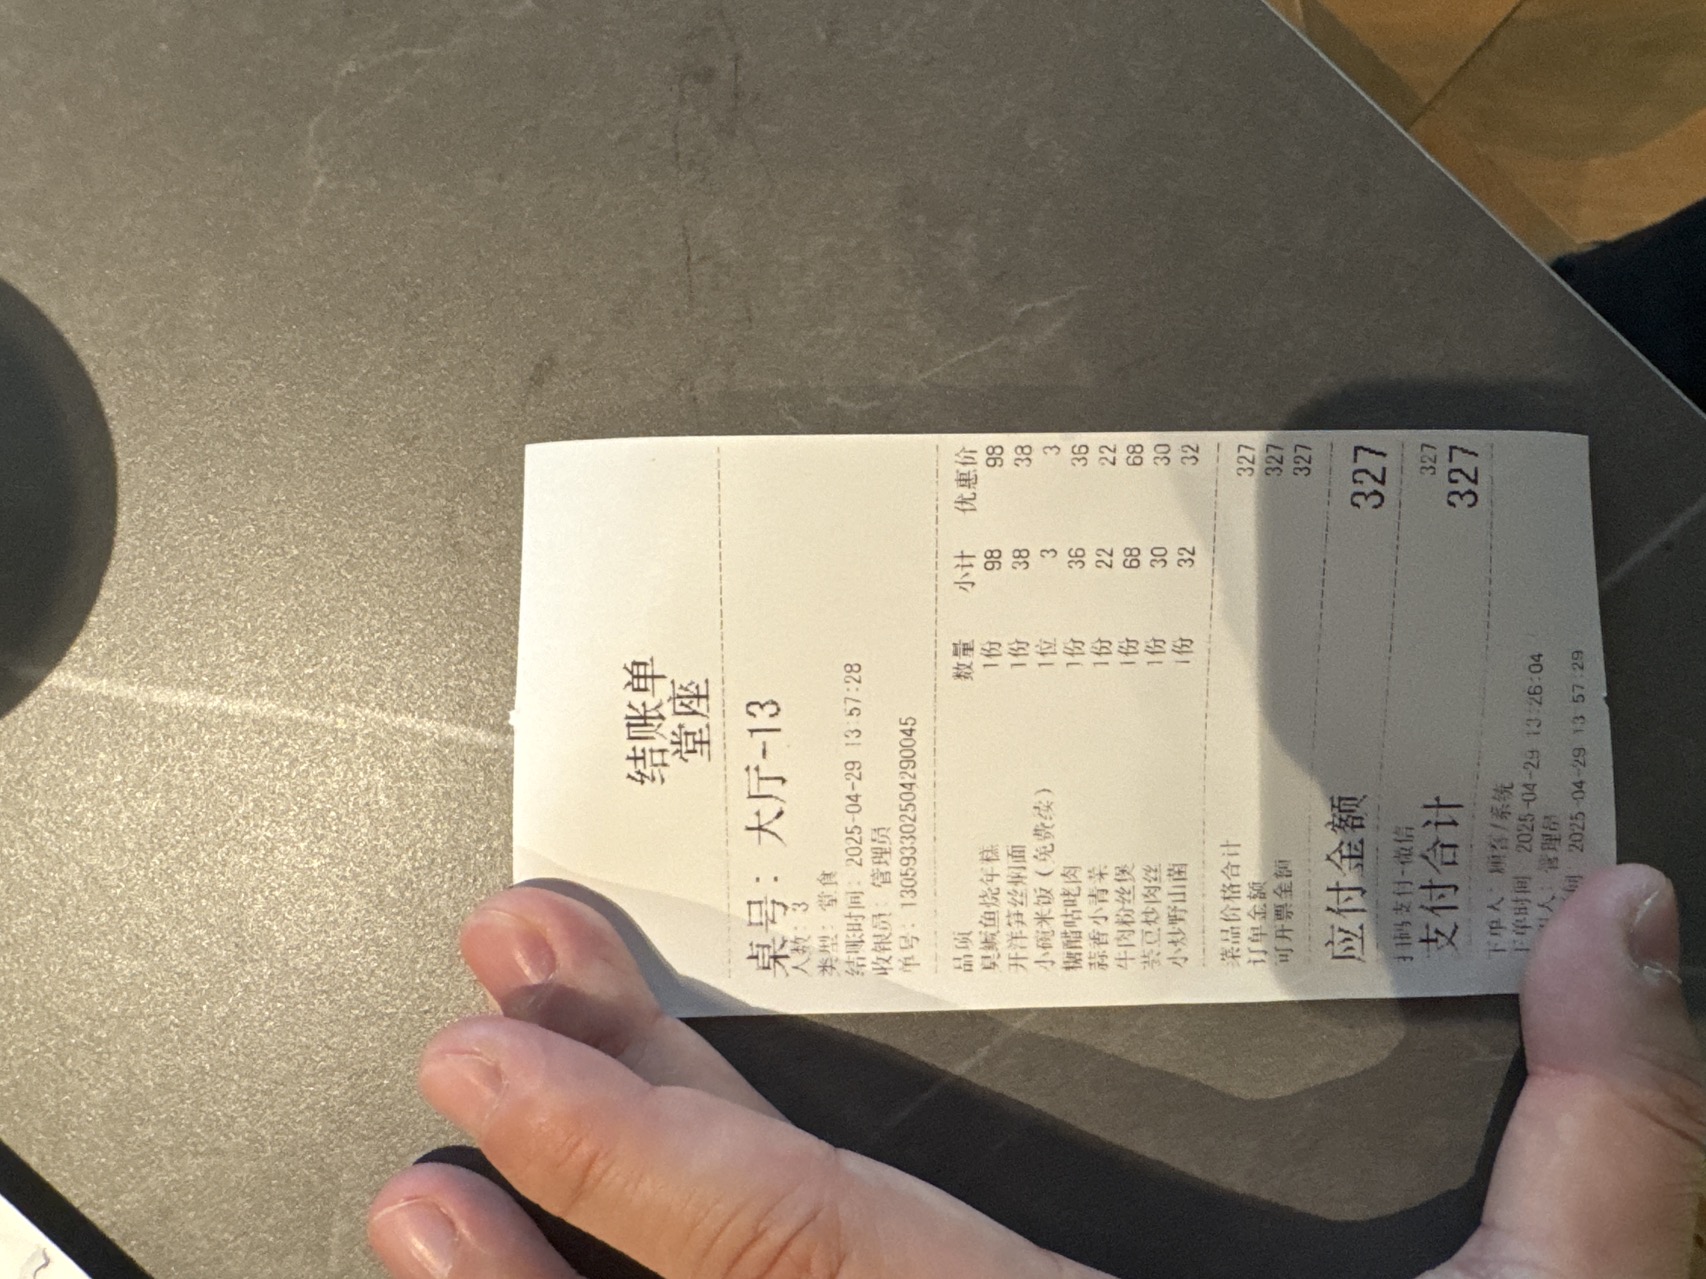 结账单
堂座
桌号: 大厅-13
人数: 3
类型: 堂食
结账时间: 2025-04-29 13:57:28
收银员: 管理员
单号: 130593302504290045
品项 数量 小计 优惠价
臭鳜鱼烧年糕 1份 98 98
开洋笋丝焖面 1份 38 38
小碗米饭(免费续) 1位 3 3
糖醋咕咾肉 1份 36 36
蒜香小青菜 1份 22 22
牛肉粉丝煲 1份 68 68
芸豆炒肉丝 1份 30 30
小炒野山菌 1份 32 32
菜品价格合计 327
订单金额 327
可开票金额 327
应付金额 327
扫码支付-微信 327
支付合计 327
下单人: 顾客/系统
下单时间 2025-04-29 13:26:04
人: 管理员
间 2025-04-29 13:57:29